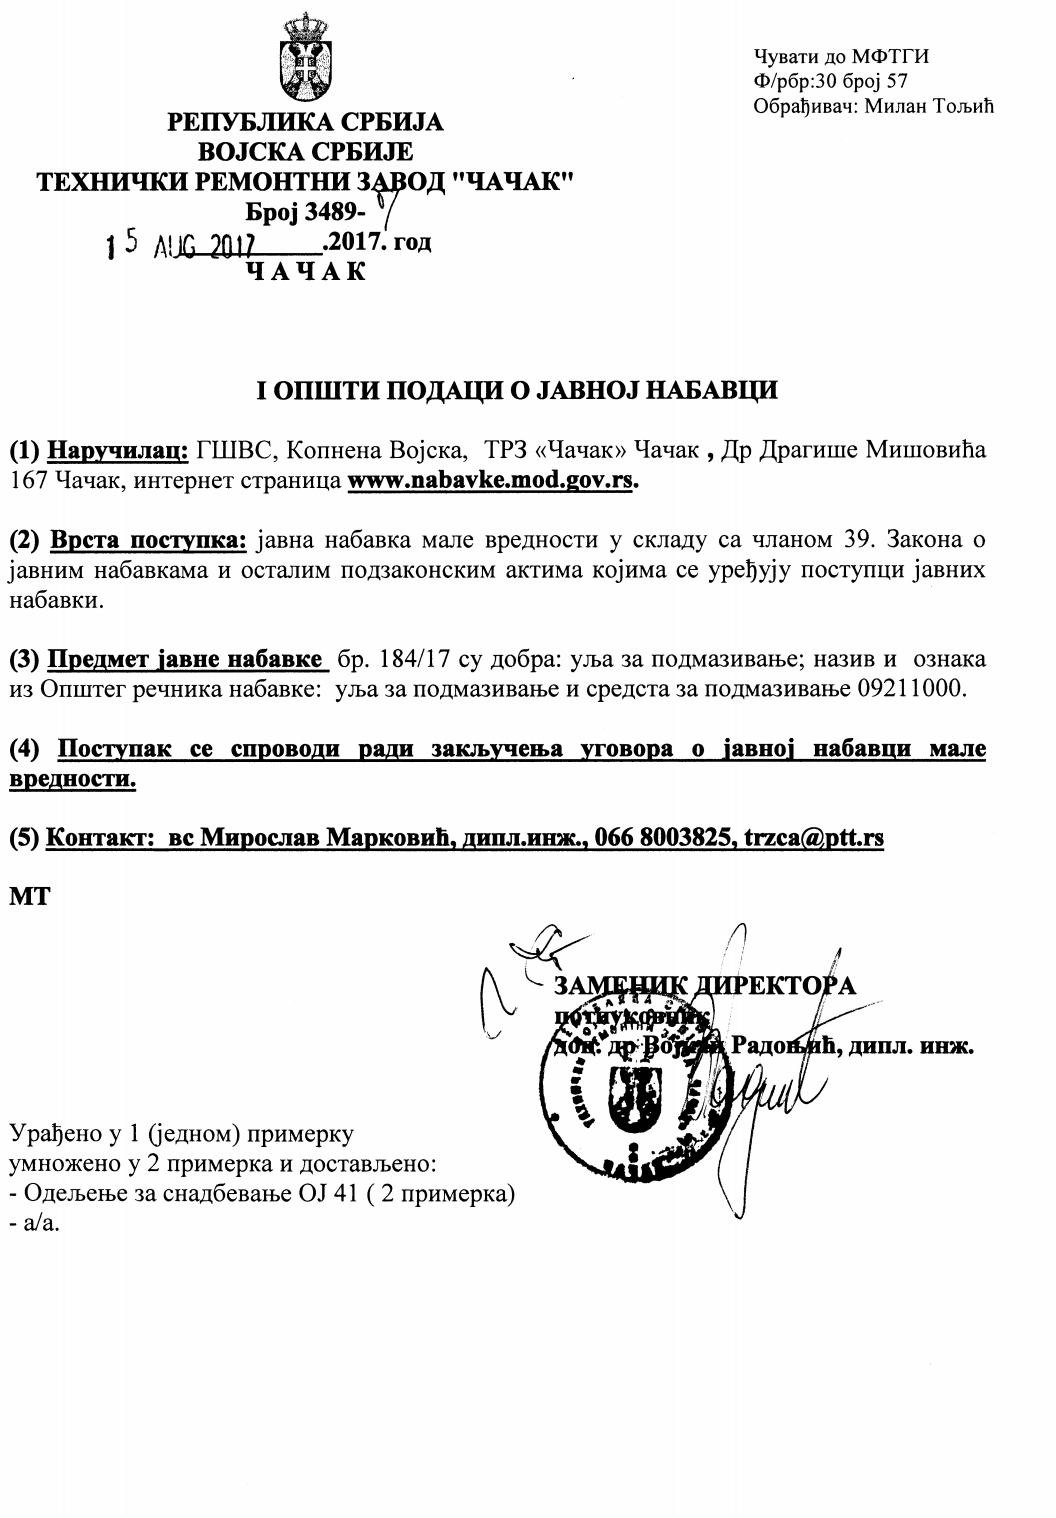 Чувати до МФТГИ
Ф/рбр:30 број 57
Обрађивач: Милан Тољић
РЕПУБЛИКА СРБИЈА
ВОЈСКА СРБИЈЕ
ТЕХНИЧКИ РЕМОНТНИ ЗАВОД "ЧАЧАК"
Број 3489-
15 AUG 2017 .2017. год
Ч А Ч А К
I ОПШТИ ПОДАЦИ О ЈАВНОЈ НАБАВЦИ
(1) Наручилац: ГШВС, Копнена Војска, ТРЗ «Чачак» Чачак , Др Драгише Мишовића
167 Чачак, интернет страница www.nabavke.mod.gov.rs.
(2) Врста поступка: јавна набавка мале вредности у складу са чланом 39. Закона о
јавним набавкама и осталим подзаконским актима којима се уређују поступци јавних
набавки.
(3) Предмет јавне набавке бр. 184/17 су добра: уља за подмазивање; назив и ознака
из Општег речника набавке: уља за подмазивање и средста за подмазивање 09211000.
(4) Поступак се спроводи ради закључења уговора о јавној набавци мале
вредности.
(5) Контакт: вс Мирослав Марковић, дипл.инж., 066 8003825, trzca@ptt.rs
МТ
ЗАМЕНИК ДИРЕКТОРА
потпуковник
доц. др Радоњић, дипл. инж.
Урађено у 1 (једном) примерку
умножено у 2 примерка и достављено:
- Одељење за снадбевање ОЈ 41 ( 2 примерка)
- а/а.